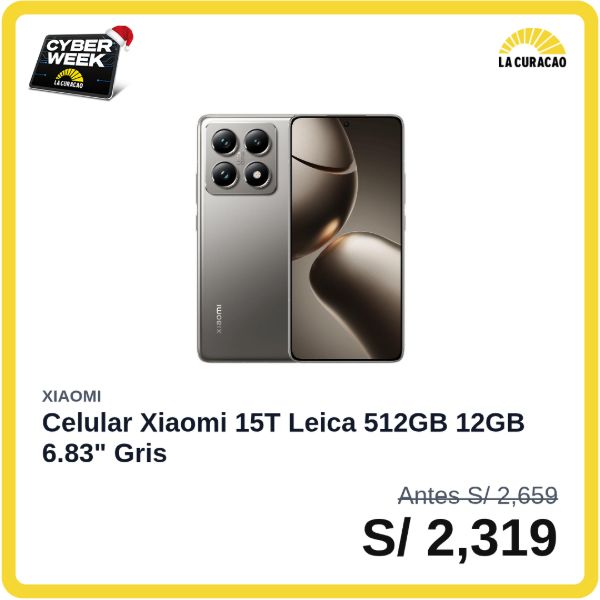 CYBER
WEEK
LA CURACAO
LA CURACAO
XIAOMI
XIAOMI
Celular Xiaomi 15T Leica 512GB 12GB
6.83" Gris
Antes S/ 2,659
S/ 2,319